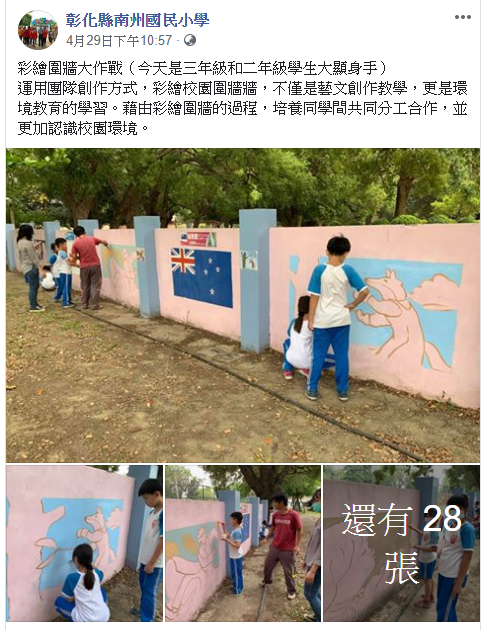 彰化縣南州國民小學
4月29日下午10:57 ·
彩繪圍牆大作戰（今天是三年級和二年級學生大顯身手）
運用團隊創作方式，彩繪校園圍牆牆，不僅是藝文創作教學，更是環
境教育的學習。藉由彩繪圍牆的過程，培養同學間共同分工合作，並
更加認識校園環境。
還有 28
張